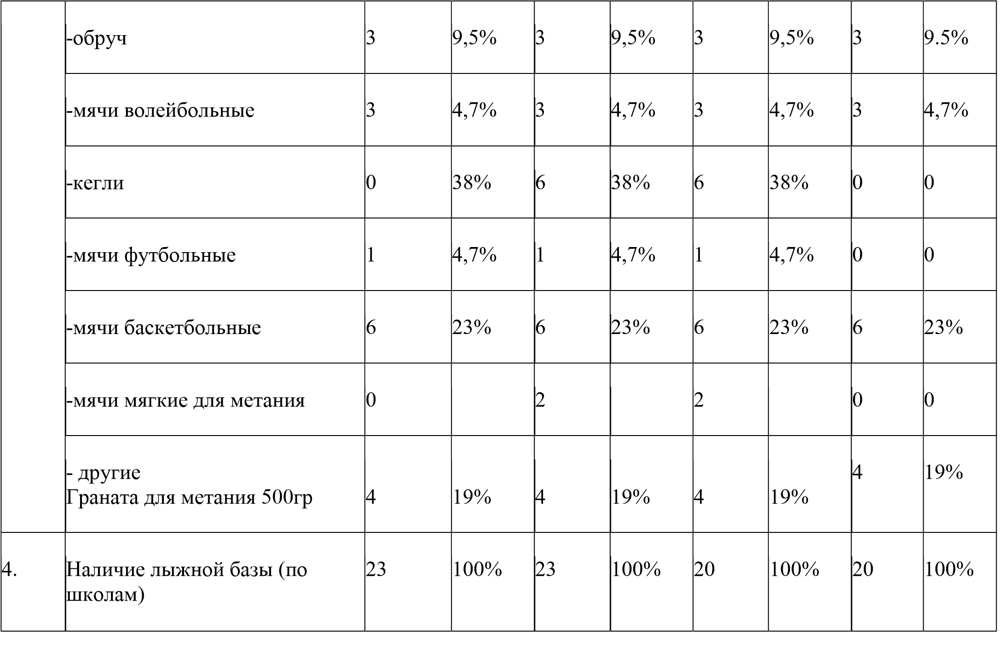 -обруч 3 9,5% 3 9,5% 3 9,5% 3 9.5%
-мячи волейбольные 3 4,7% 3 4,7% 3 4,7% 3 4,7%
-кегли 0 38% 6 38% 6 38% 0 0
-мячи футбольные 1 4,7% 1 4,7% 1 4,7% 0 0
-мячи баскетбольные 6 23% 6 23% 6 23% 6 23%
-мячи мягкие для метания 0 2 2 0 0
- другие 4 19%
Граната для метания 500гр 4 19% 4 19% 4 19%
4. Наличие лыжной базы (по 23 100% 23 100% 20 100% 20 100%
школам)